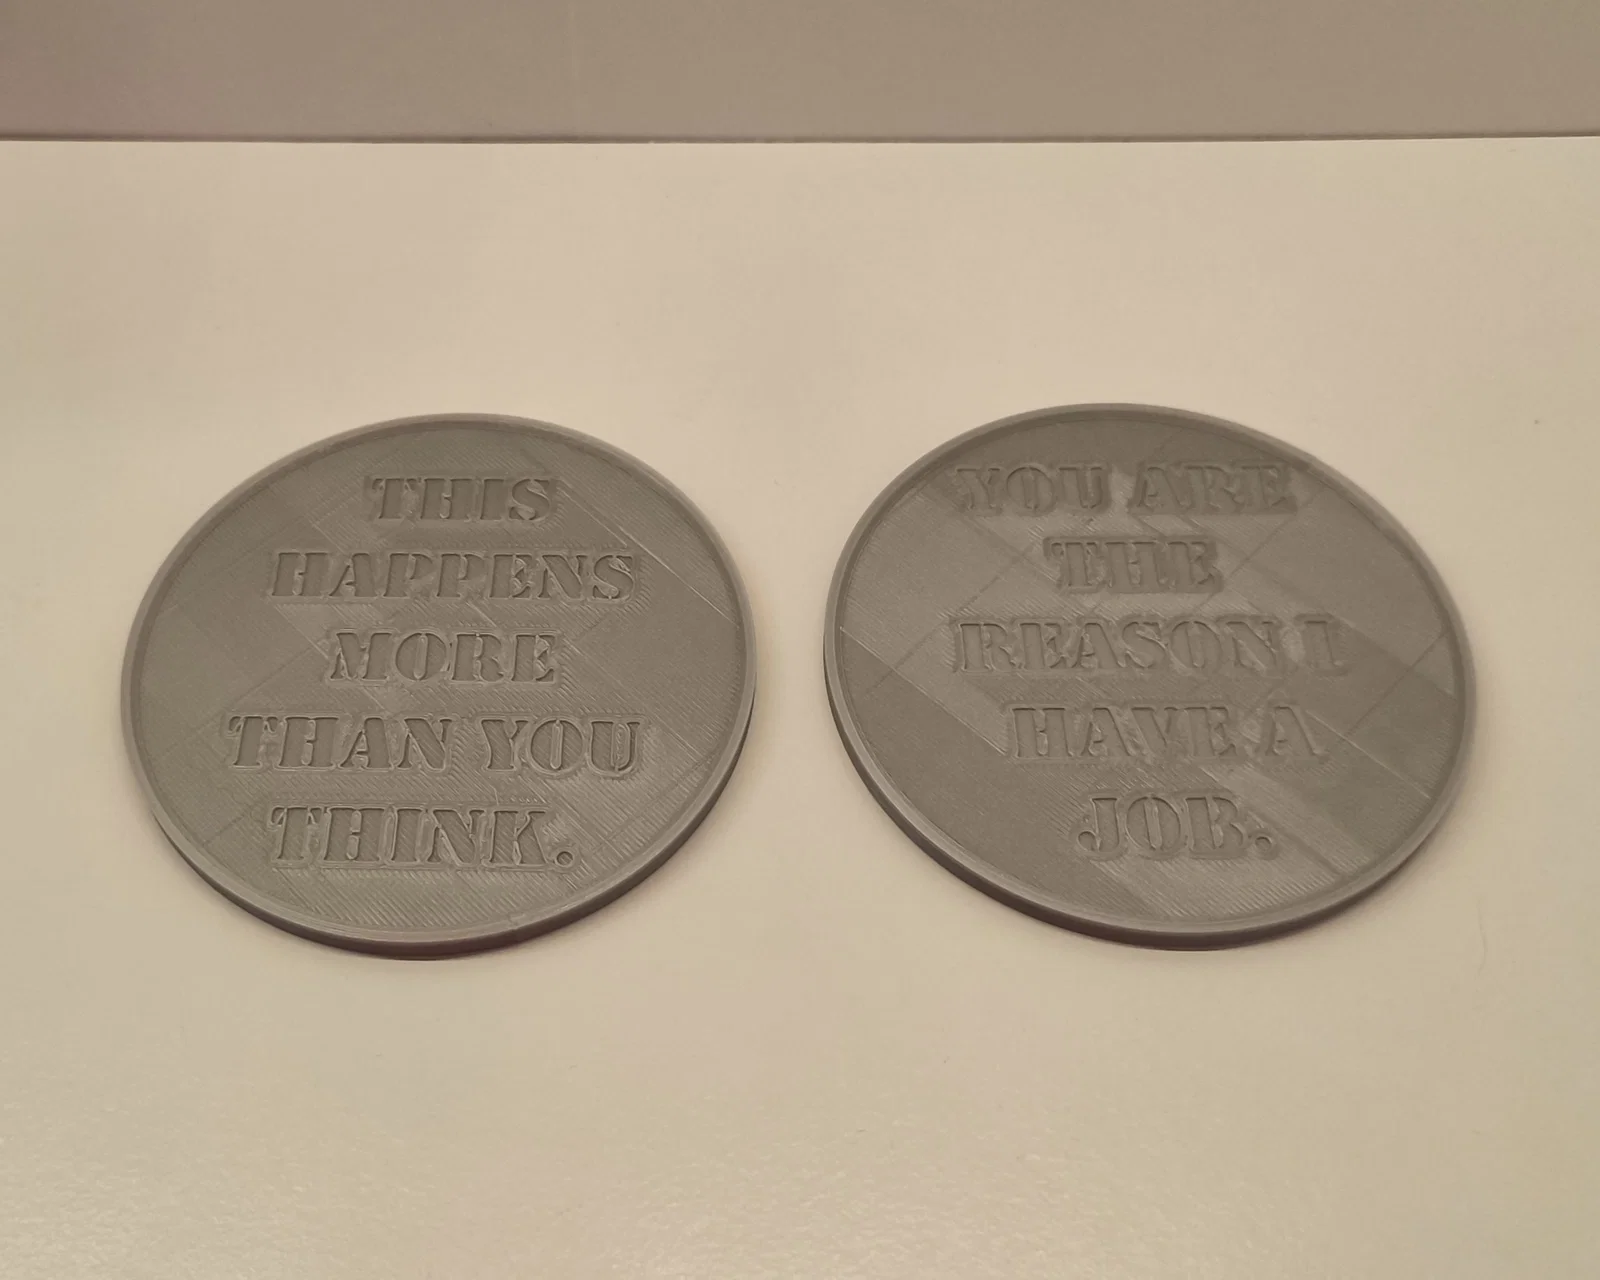 THIS
HAPPENS
MORE
THAN YOU
THINK.
YOU ARE
THE
REASON I
HAVE A
JOB.